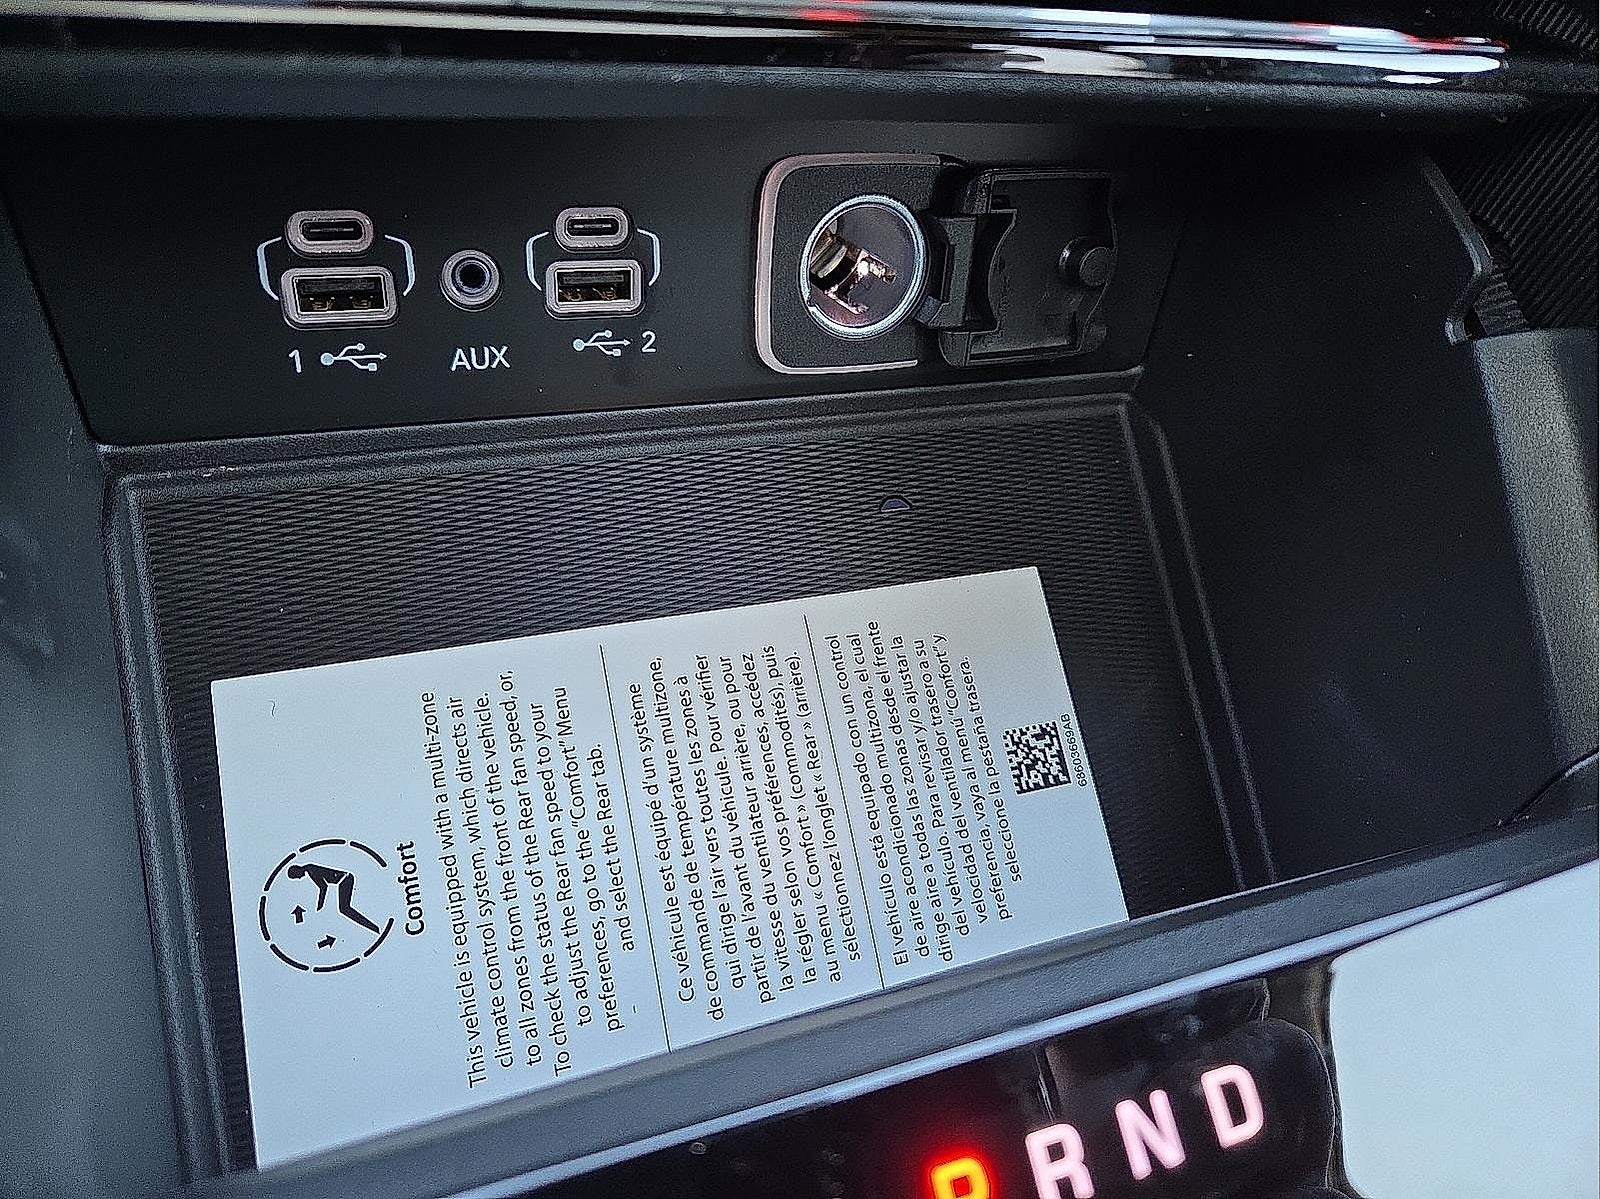 1
AUX
2
Comfort
This vehicle is equipped with a multi-zone
climate control system, which directs air
to all zones from the front of the vehicle.
To check the status of the Rear fan speed, or,
to adjust the Rear fan speed to your
preferences, go to the “Comfort” Menu
and select the Rear tab.
Ce véhicule est équipé d’un système
de commande de température multizone,
qui dirige l’air vers toutes les zones à
partir de l’avant du véhicule. Pour vérifier
la vitesse du ventilateur arrière, ou pour
la régler selon vos préférences, accédez
au menu « Comfort » (commodités), puis
sélectionnez l’onglet « Rear » (arrière).
El vehículo está equipado con un control
de aire acondicionado multizona, el cual
dirige aire a todas las zonas desde el frente
del vehículo. Para revisar y/o ajustar la
velocidad del ventilador trasero a su
preferencia, vaya al menú “Comfort” y
seleccione la pestaña trasera.
68603669AB
P R N D